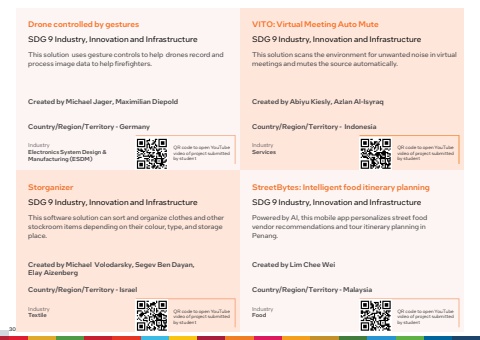 Drone controlled by gestures
SDG 9 Industry, Innovation and Infrastructure
This solution uses gesture controls to help drones record and
process image data to help firefighters.
Created by Michael Jager, Maximilian Diepold
Country/Region/Territory - Germany
Industry
Electronics System Design &
Manufacturing (ESDM)
QR code to open YouTube
video of project submitted
by student
VITO: Virtual Meeting Auto Mute
SDG 9 Industry, Innovation and Infrastructure
This solution scans the environment for unwanted noise in virtual
meetings and mutes the source automatically.
Created by Abiyu Kiesly, Azlan Al-Isyraq
Country/Region/Territory - Indonesia
Industry
Services
QR code to open YouTube
video of project submitted
by student
Storganizer
SDG 9 Industry, Innovation and Infrastructure
This software solution can sort and organize clothes and other
stockroom items depending on their colour, type, and storage
place.
Created by Michael Volodarsky, Segev Ben Dayan,
Elay Aizenberg
Country/Region/Territory - Israel
Industry
Textile
QR code to open YouTube
video of project submitted
by student
StreetBytes: Intelligent food itinerary planning
SDG 9 Industry, Innovation and Infrastructure
Powered by AI, this mobile app personalizes street food
vendor recommendations and tour itinerary planning in
Penang.
Created by Lim Chee Wei
Country/Region/Territory - Malaysia
Industry
Food
QR code to open YouTube
video of project submitted
by student
30